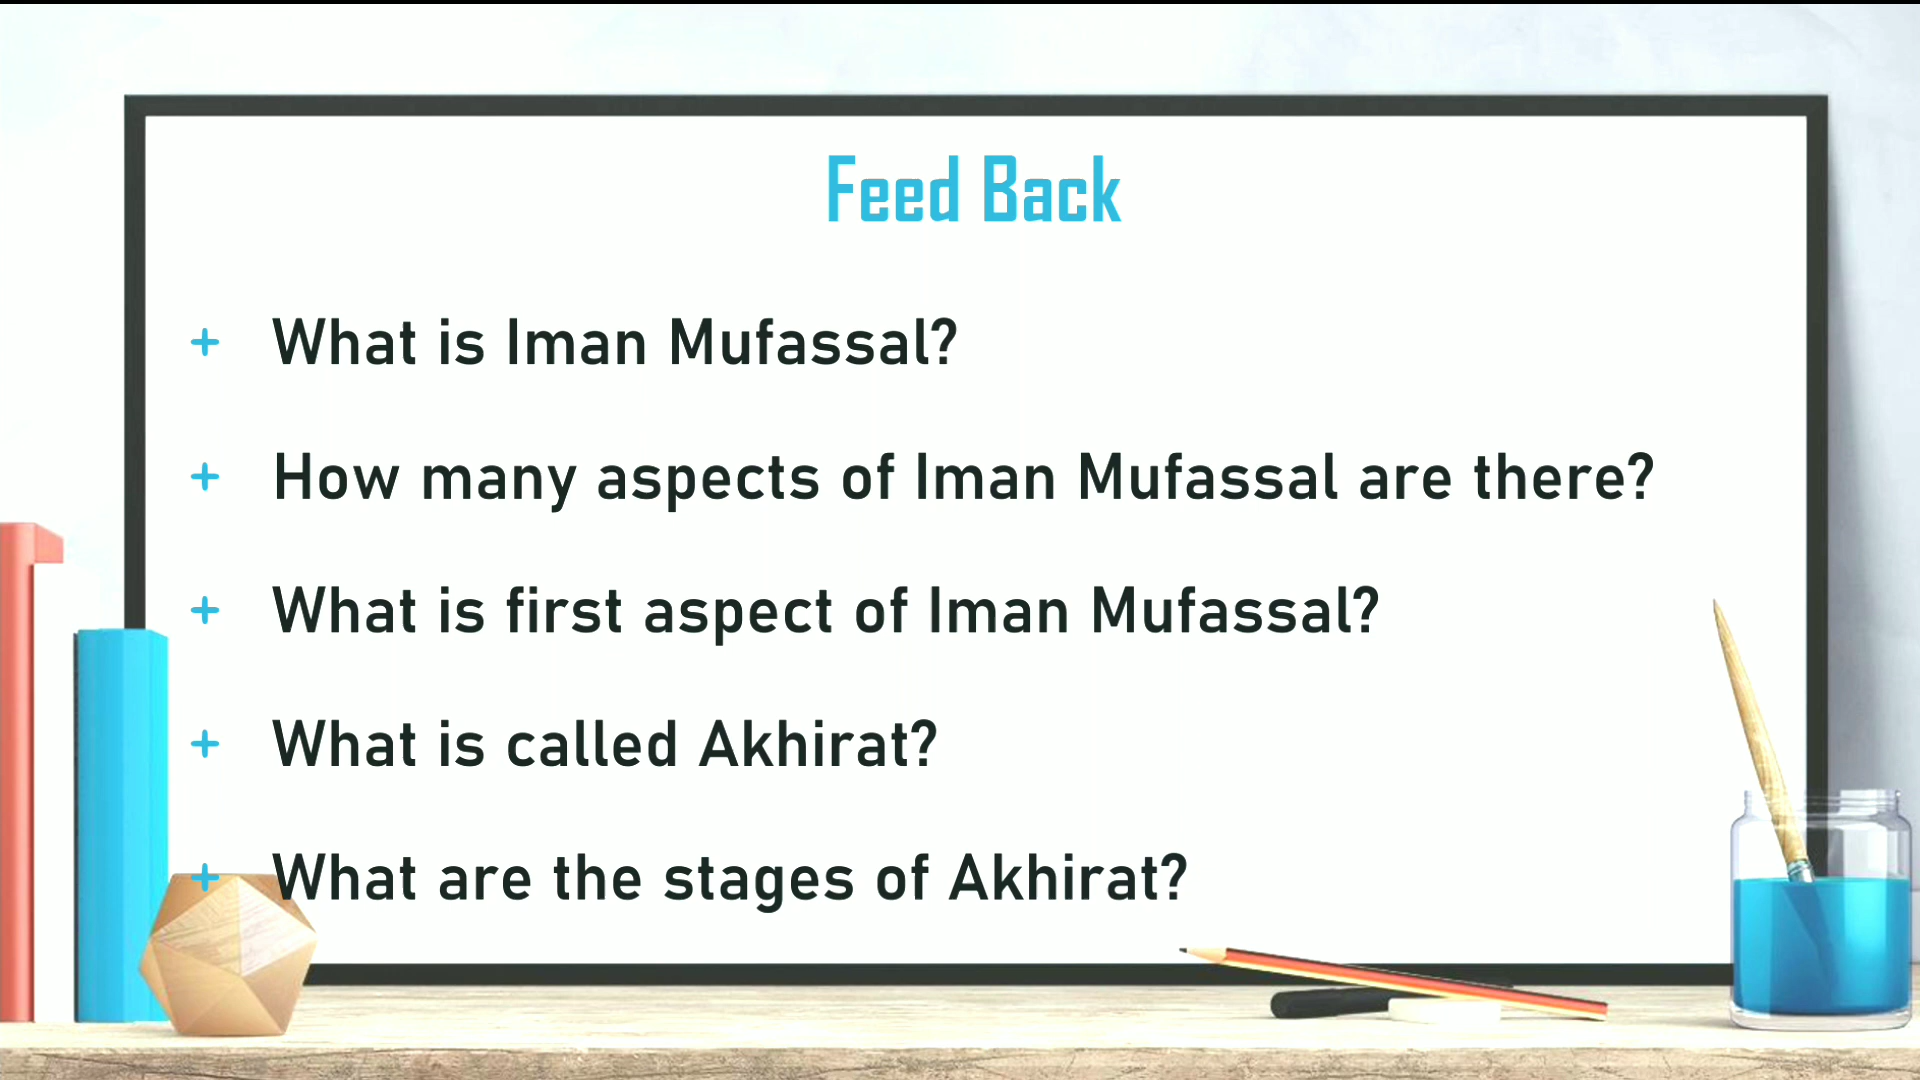 Feed Back
+ What is Iman Mufassal?
+ How many aspects of Iman Mufassal are there?
+ What is first aspect of Iman Mufassal?
+ What is called Akhirat?
+ What are the stages of Akhirat?